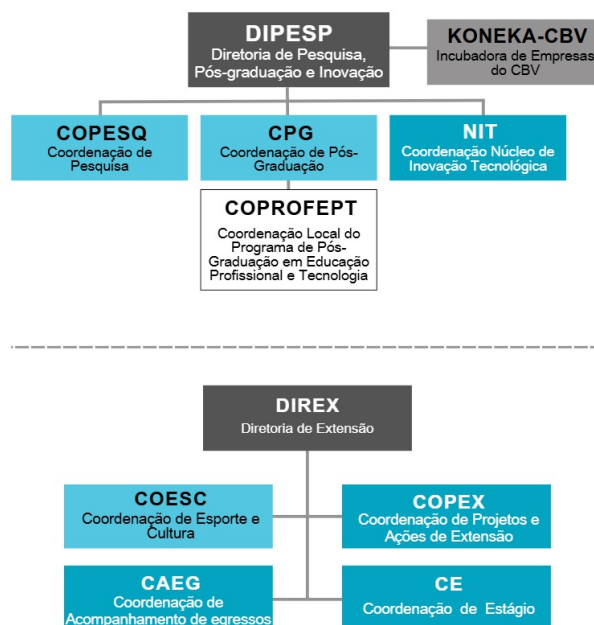 DIPESP
Diretoria de Pesquisa,
Pós-graduação e Inovação
KONEKA-CBV
Incubadora de Empresas
do CBV
COPESQ
Coordenação de
Pesquisa
CPG
Coordenação de Pós-
Graduação
NIT
Coordenação Núcleo de
Inovação Tecnológica
COPROFEPT
Coordenação Local do
Programa de Pós-
Graduação em Educação
Profissional e Tecnologia
DIREX
Diretoria de Extensão
COESC
Coordenação de Esporte e
Cultura
COPEX
Coordenação de Projetos e
Ações de Extensão
CAEG
Coordenação de
Acompanhamento de egressos
CE
Coordenação de Estágio